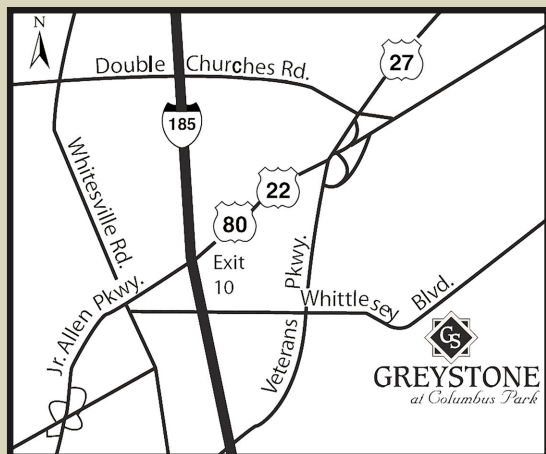 N
Double Churches Rd.
27
185
Whitesville Rd.
22
80
Exit
10
Jr. Allen Pkwy.
Veterans Pkwy.
Whittlesey Blvd.
GS
GREYSTONE
at Columbus Park